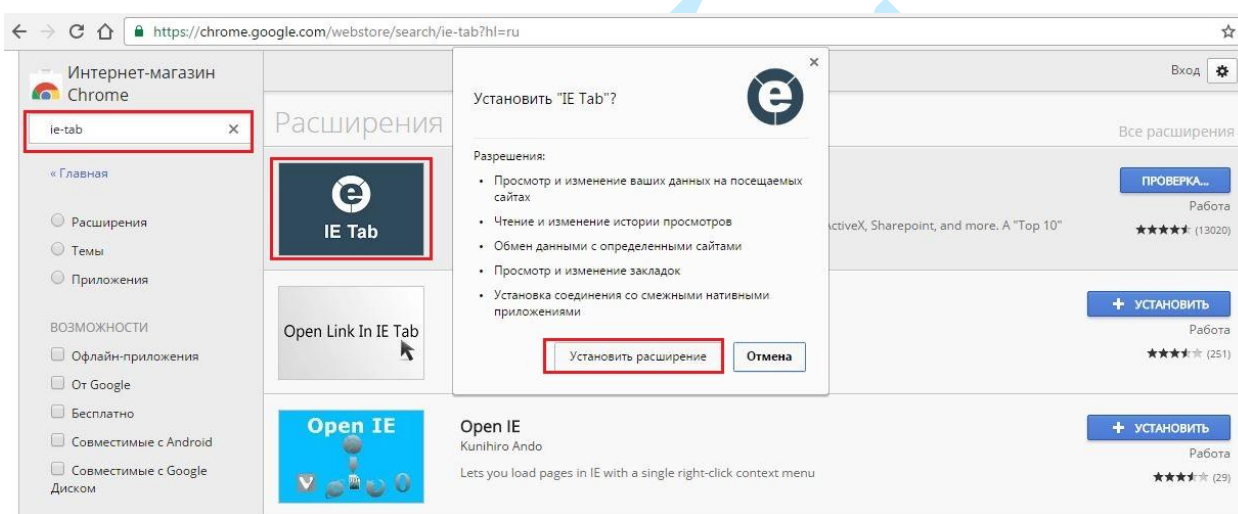 https://chrome.google.com/webstore/search/ie-tab?hl=ru
Интернет-магазин
Chrome
Вход
ie-tab
Расширения
Все расширения
« Главная
Расширения
Темы
Приложения
ВОЗМОЖНОСТИ
Офлайн-приложения
От Google
Бесплатно
Совместимые с Android
Совместимые с Google
Диском
IE Tab
ПРОВЕРКА...
Работа
ActiveX, Sharepoint, and more. A "Top 10"
(13020)
Установить "IE Tab"?
Разрешения:
• Просмотр и изменение ваших данных на посещаемых
сайтах
• Чтение и изменение истории просмотров
• Обмен данными с определенными сайтами
• Просмотр и изменение закладок
• Установка соединения со смежными нативными
приложениями
Установить расширение
Отмена
Open Link In IE Tab
+ УСТАНОВИТЬ
Работа
(251)
Open IE
Open IE
Kunihiro Ando
Lets you load pages in IE with a single right-click context menu
+ УСТАНОВИТЬ
Работа
(29)